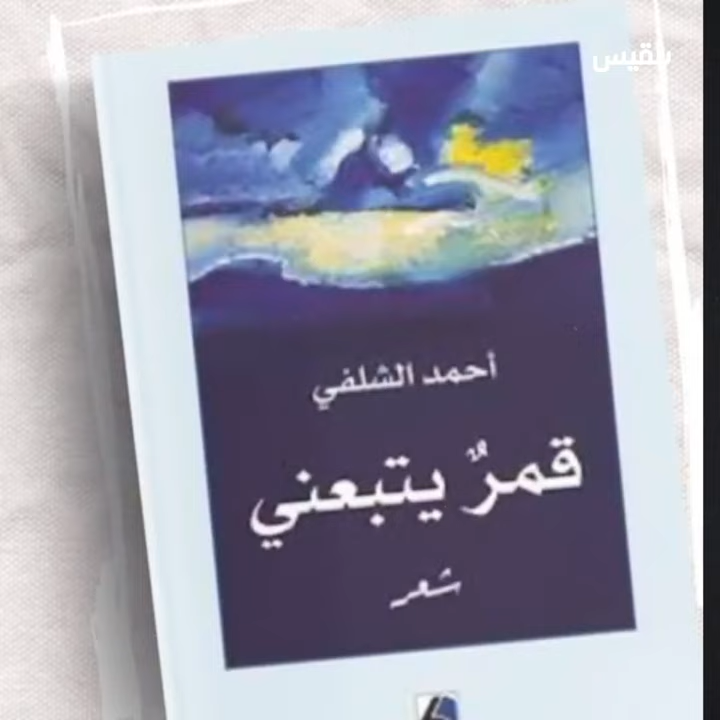 بلقيس
أحمد الشلفي
قمرٌ يتبعني
شعر